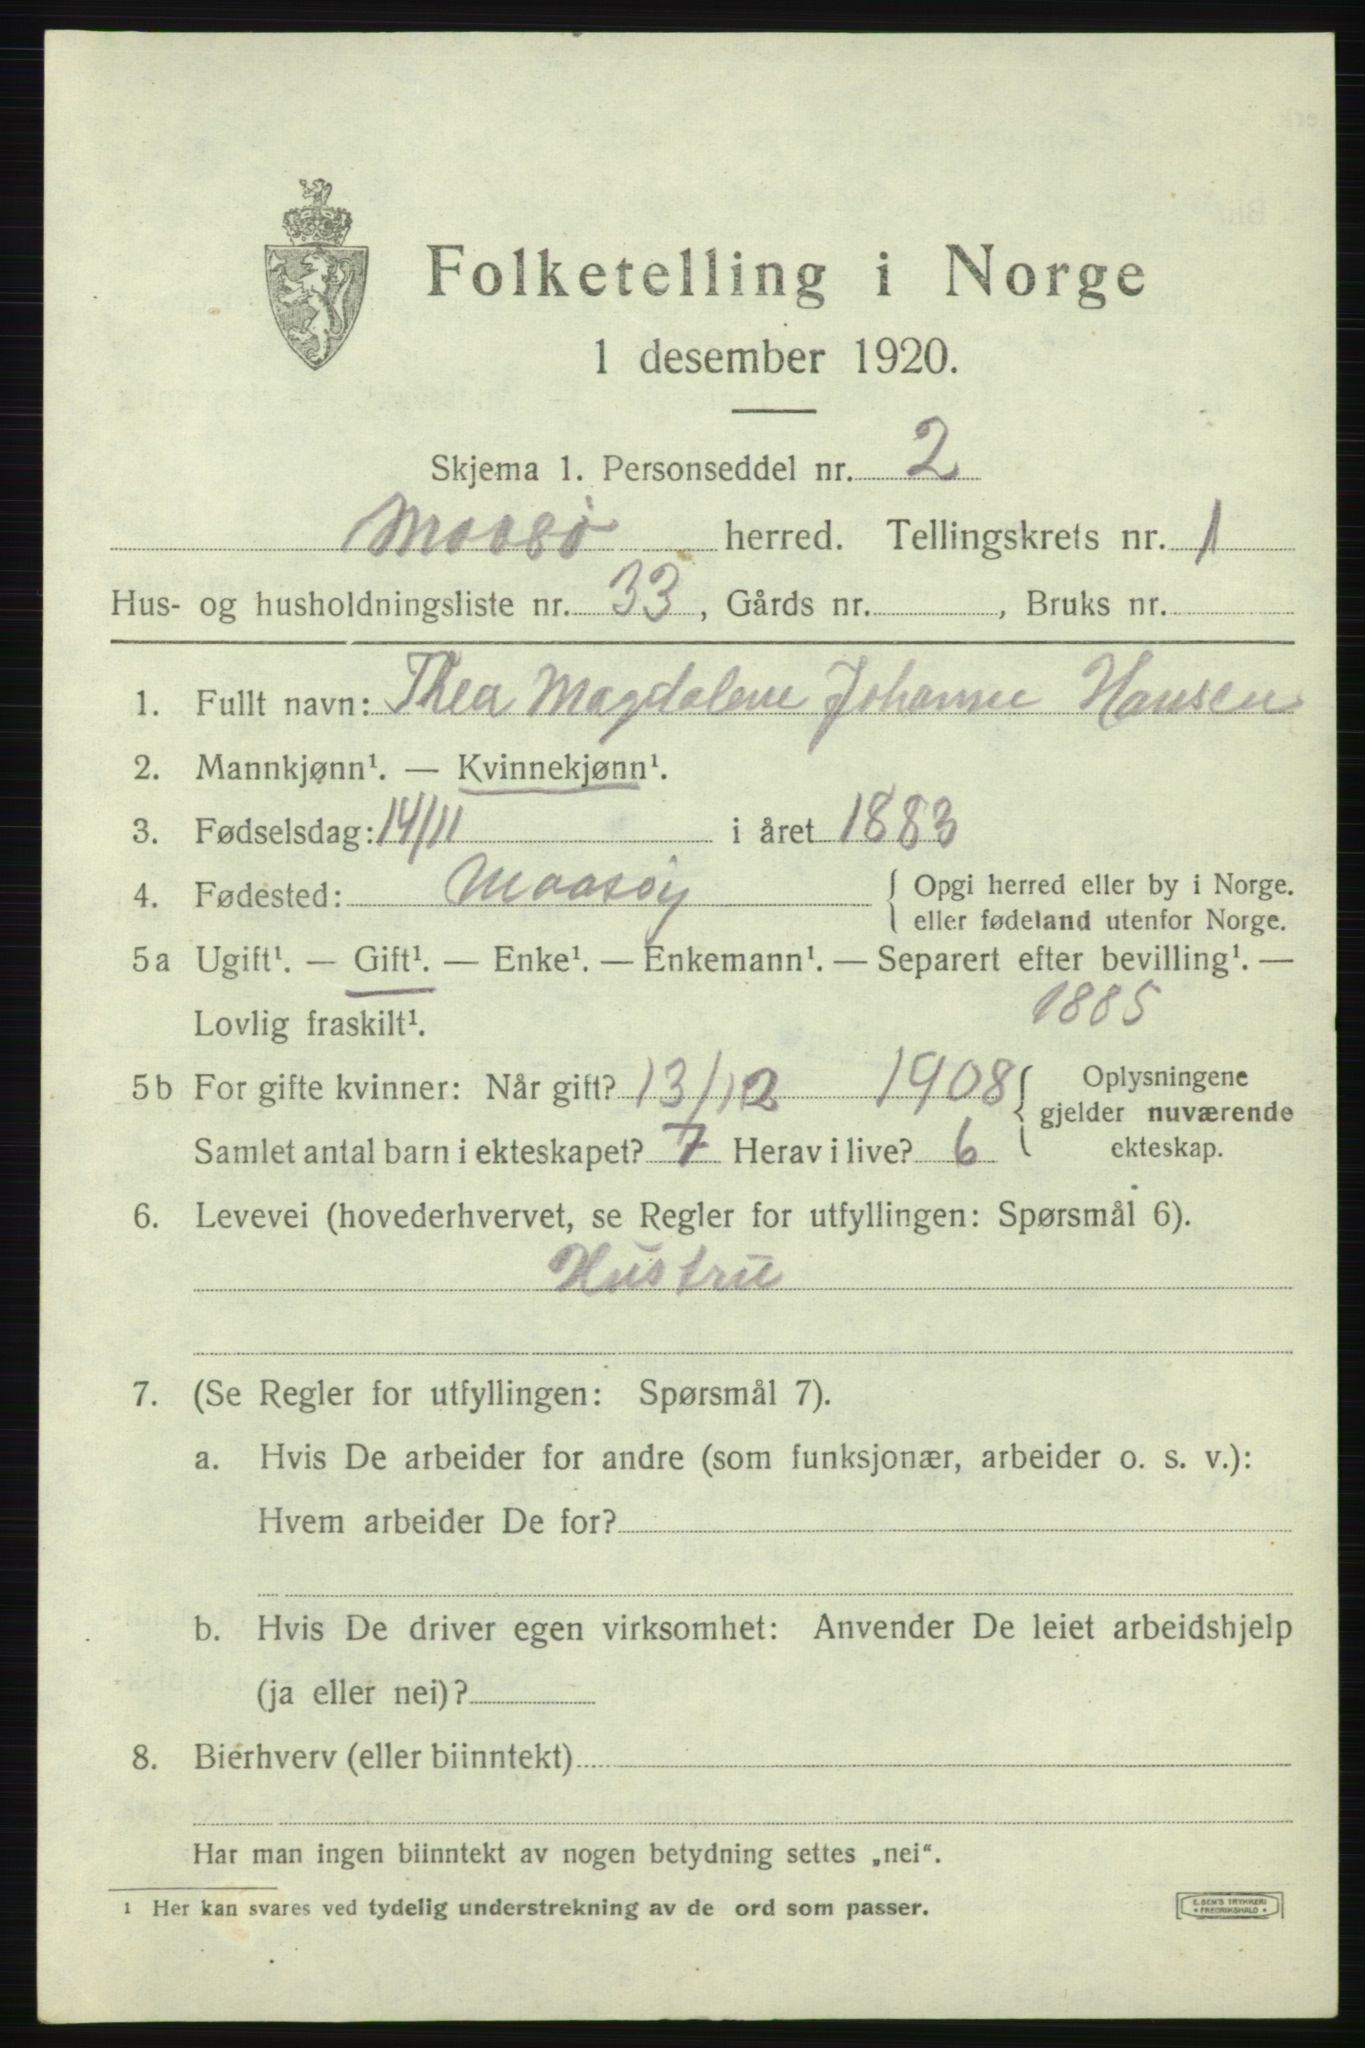 Folketelling i Norge
1 desember 1920.
Skjema 1. Personseddel nr. 2
Maasø herred. Tellingskrets nr. 1
Hus- og husholdningsliste nr. 33, Gårds nr. , Bruks nr.
1. Fullt navn: Thea Magdalene Johanne Hansen
2. Mannkjønn¹. — Kvinnekjønn¹.
3. Fødselsdag: 14/11 i året 1883
4. Fødested: Maasøy { Opgi herred eller by i Norge.
eller fødeland utenfor Norge.
5a Ugift¹. — Gift¹. — Enke¹. — Enkemann¹. — Separert efter bevilling¹. —
Lovlig fraskilt¹. 1885
5b For gifte kvinner: Når gift? 13/12 1908 { Oplysningene
gjelder nuværende
Samlet antal barn i ekteskapet? 7 Herav i live? 6 ekteskap.
6. Levevei (hovederhvervet, se Regler for utfyllingen: Spørsmål 6).
Hustru
7. (Se Regler for utfyllingen: Spørsmål 7).
a. Hvis De arbeider for andre (som funksjonær, arbeider o. s. v.):
Hvem arbeider De for?
b. Hvis De driver egen virksomhet: Anvender De leiet arbeidshjelp
(ja eller nei)?
8. Bierhverv (eller biinntekt)
Har man ingen biinntekt av nogen betydning settes „nei“.
¹ Her kan svares ved tydelig understrekning av de ord som passer.
E. SEM'S TRYKKERI
* FREDRIKSHALD *